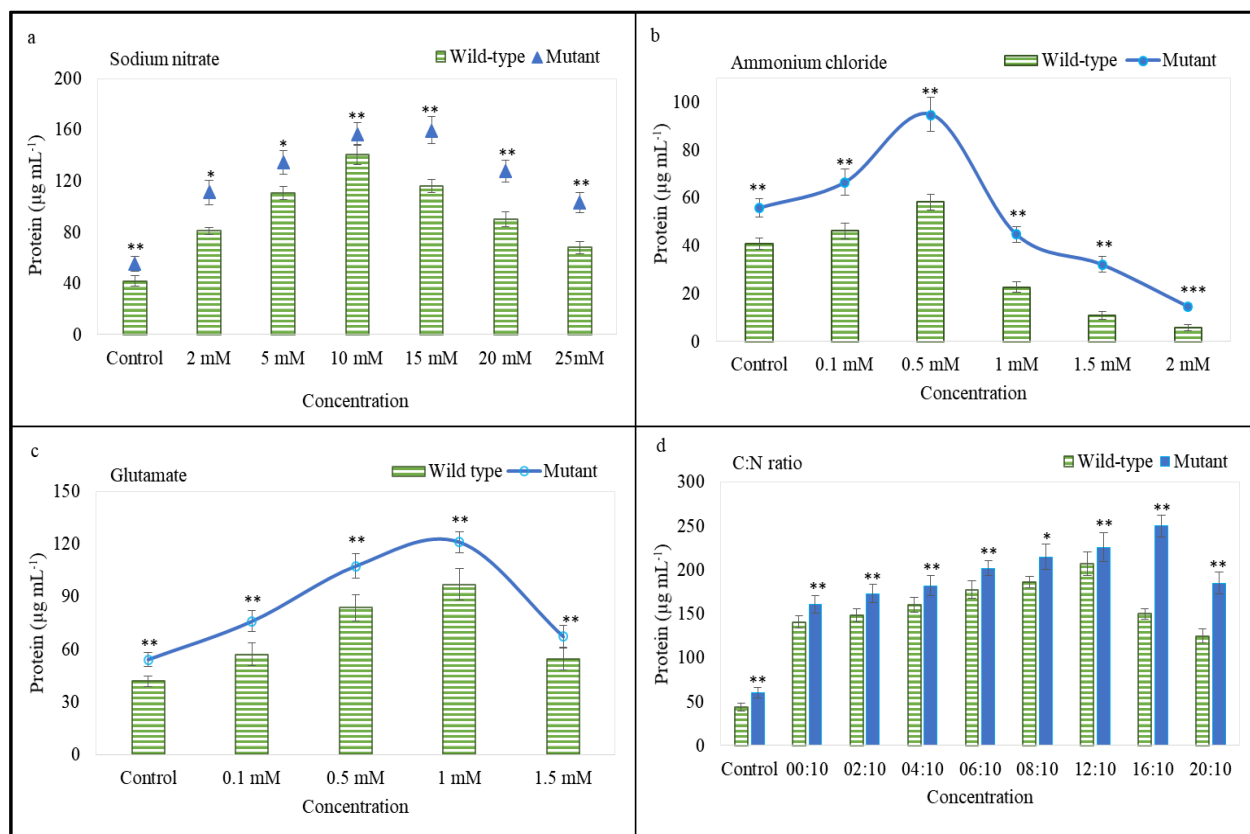 a
Sodium nitrate
Wild-type Mutant
200
160
120
80
40
0
Protein (µg mL-1)
** * * ** ** ** **
Control 2 mM 5 mM 10 mM 15 mM 20 mM 25mM
Concentration
b
Wild-type Mutant
Ammonium chloride
100
80
60
40
20
0
Protein (µg mL-1)
** ** ** ** ** ***
Control 0.1 mM 0.5 mM 1 mM 1.5 mM 2 mM
Concentration
c
Glutamate
Wild type Mutant
150
120
90
60
30
0
Protein (µg mL-1)
** ** ** ** **
Control 0.1 mM 0.5 mM 1 mM 1.5 mM
Concentration
d
C:N ratio
Wild-type Mutant
300
250
200
150
100
50
0
Protein (µg mL-1)
** ** ** ** ** * ** ** **
Control 00:10 02:10 04:10 06:10 08:10 12:10 16:10 20:10
Concentration